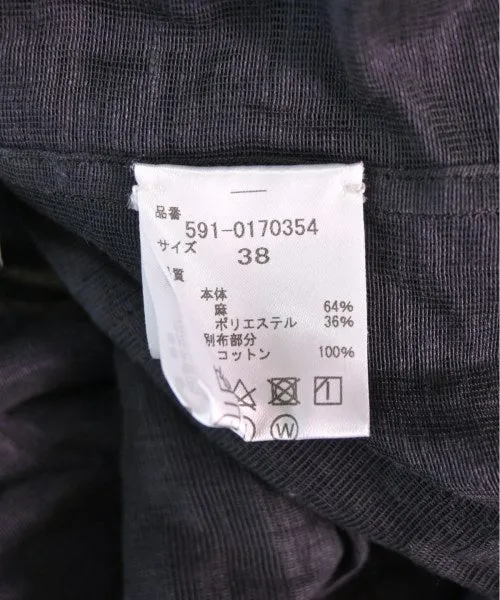 品番
591-0170354
サイズ
38
質
本体
麻 64%
ポリエステル 36%
別布部分
コットン 100%
W